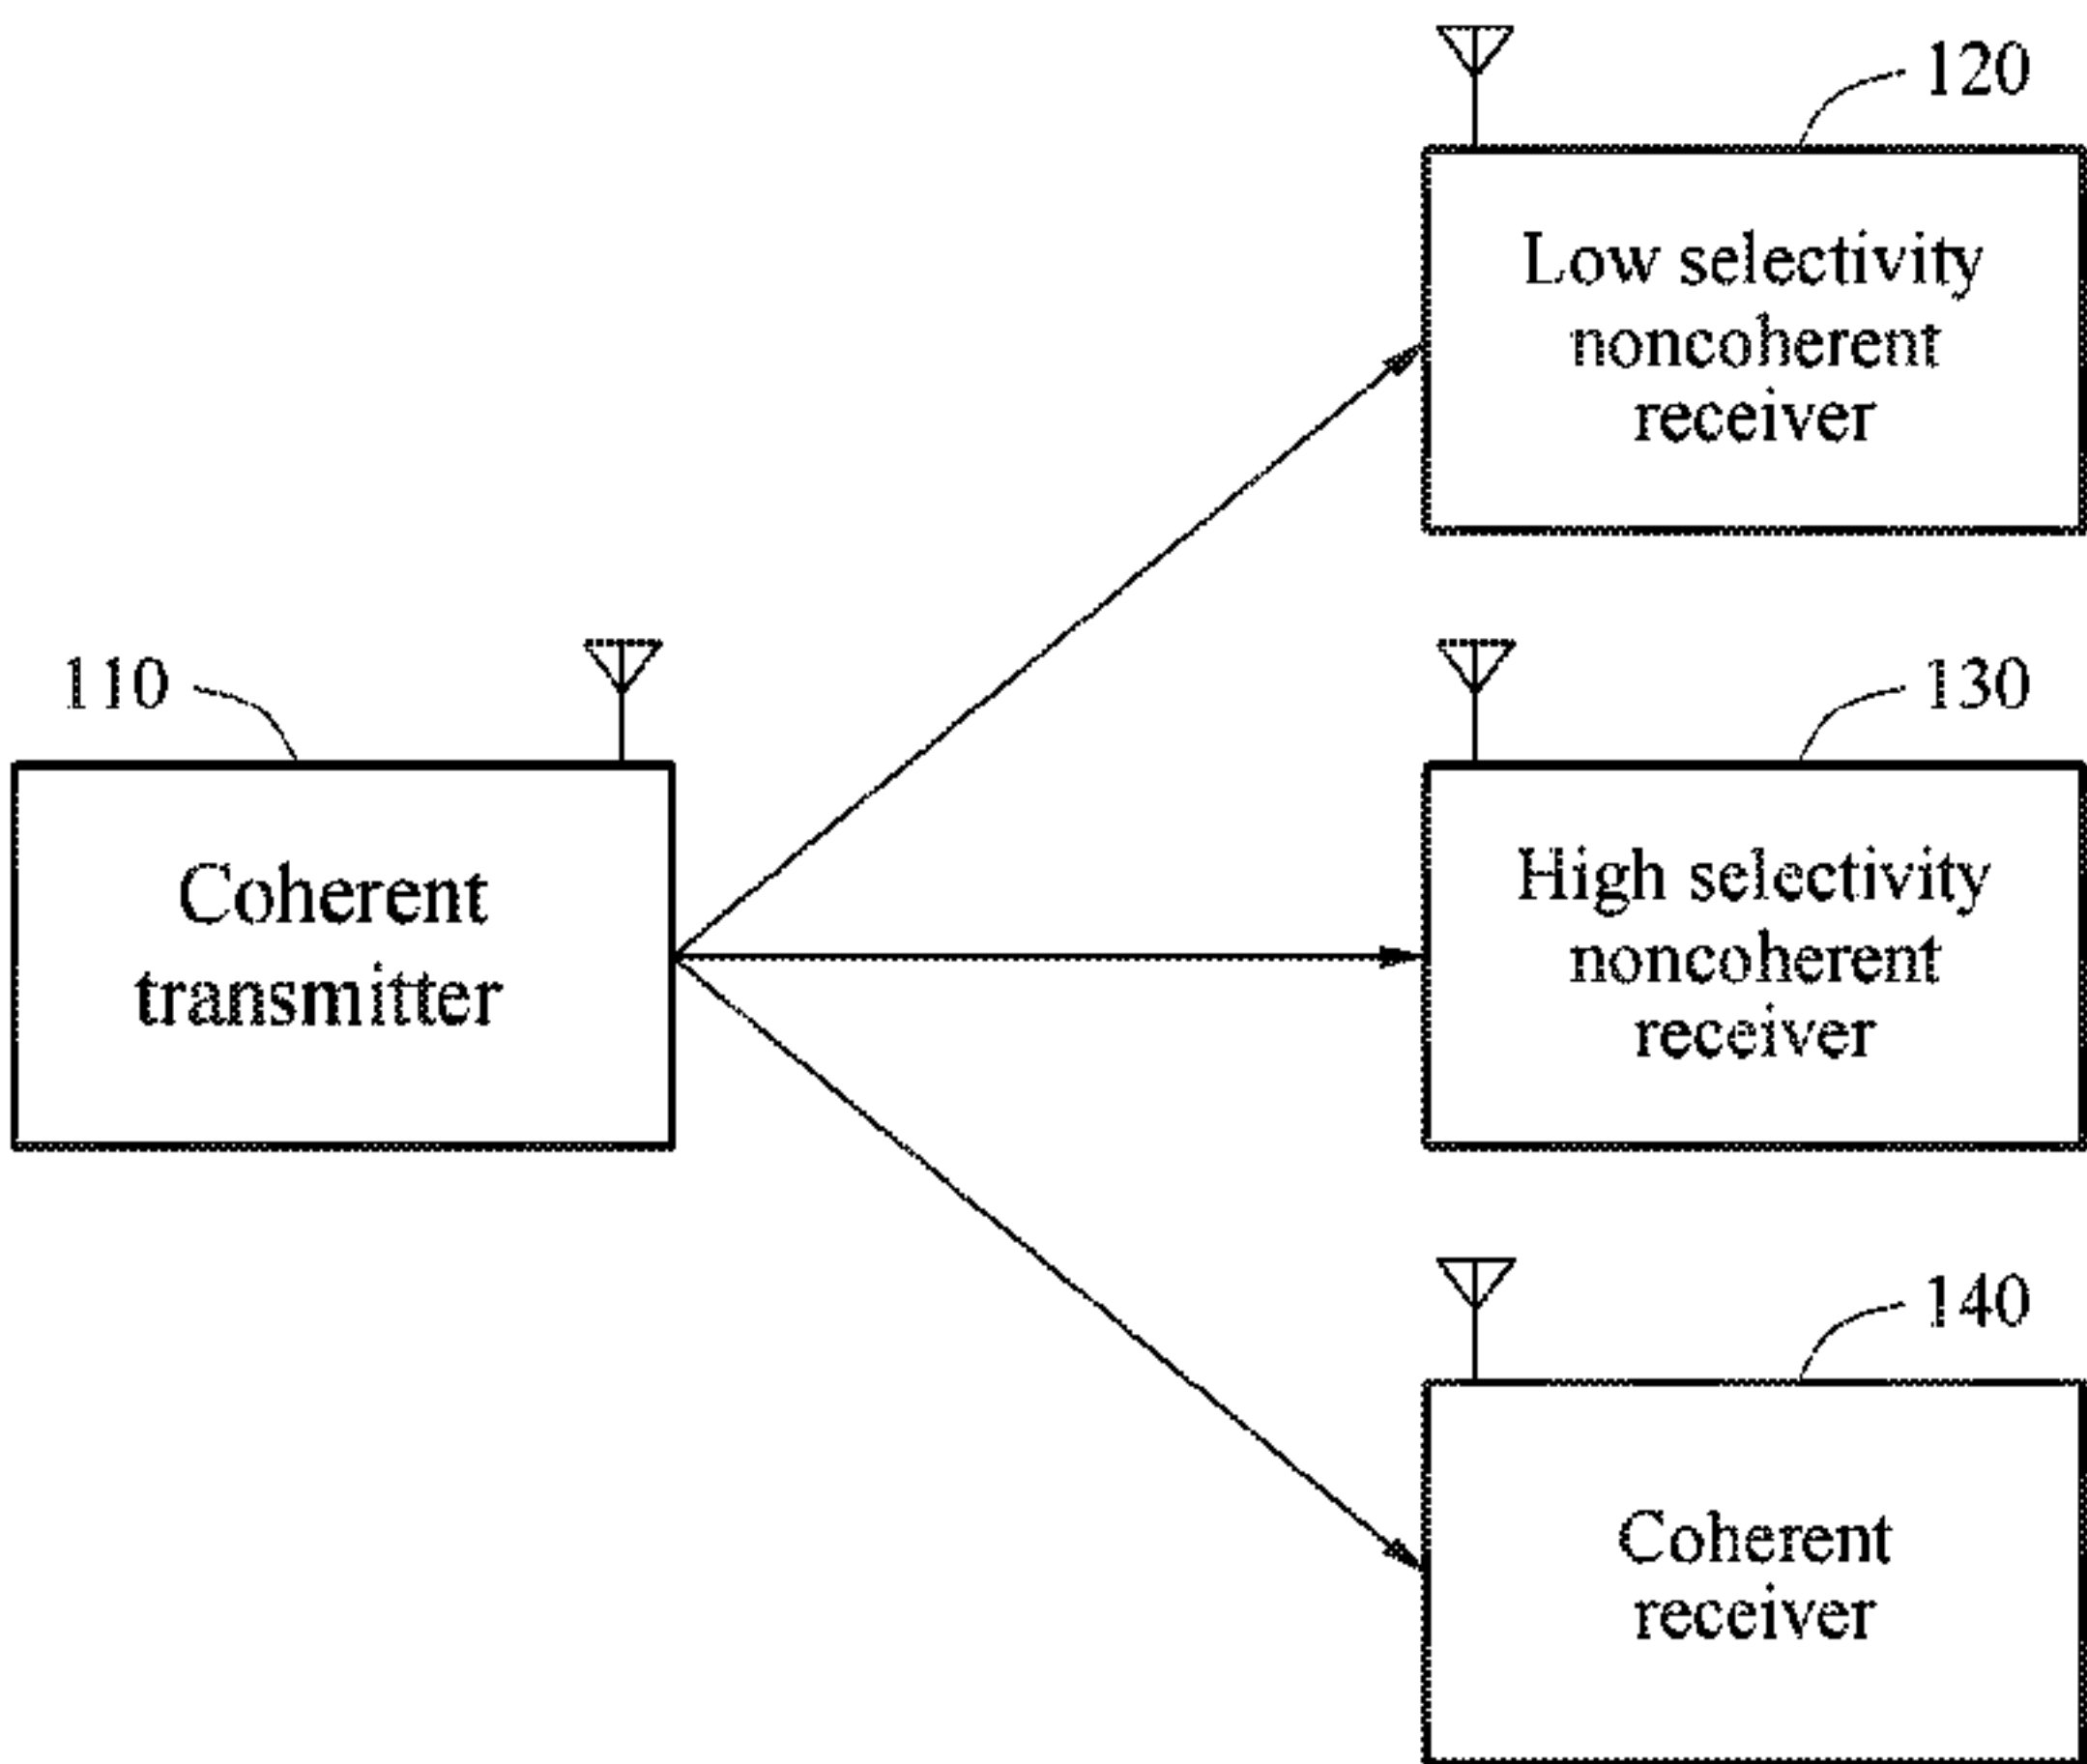 120
Low selectivity
noncoherent
receiver
110
Coherent
transmitter
130
High selectivity
noncoherent
receiver
140
Coherent
receiver